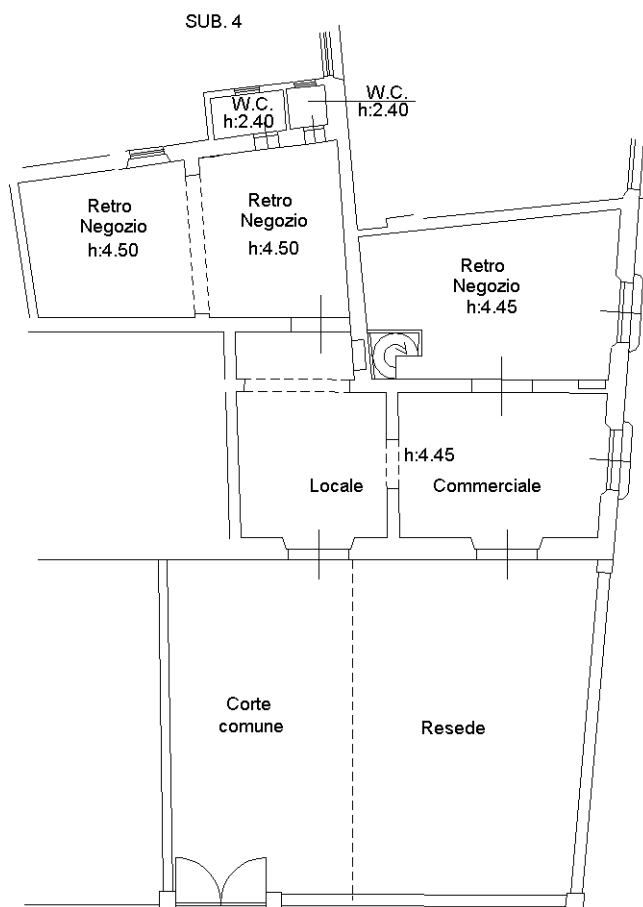 SUB. 4
W.C.
h:2.40
W.C.
h:2.40
Retro
Negozio
h:4.50
Retro
Negozio
h:4.50
Retro
Negozio
h:4.45
h:4.45
Locale
Commerciale
Corte
comune
Resede